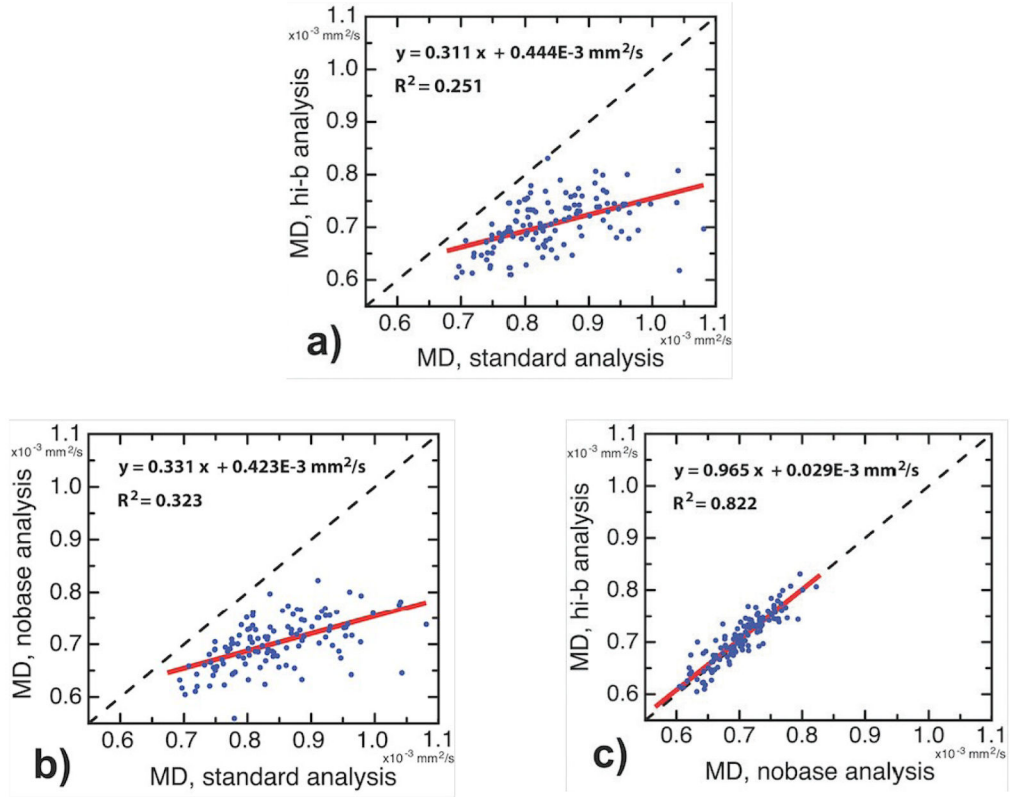 1.1
x10⁻³ mm²/s
y = 0.311 x + 0.444E-3 mm²/s
1.0
R² = 0.251
0.9
0.8
0.7
0.6
MD, hi-b analysis
0.6 0.7 0.8 0.9 1.0 1.1
x10⁻³ mm²/s
a)
MD, standard analysis
1.1
x10⁻³ mm²/s
y = 0.331 x + 0.423E-3 mm²/s
1.0
R² = 0.323
0.9
0.8
0.7
0.6
MD, nobase analysis
0.6 0.7 0.8 0.9 1.0 1.1
x10⁻³ mm²/s
b)
MD, standard analysis
1.1
x10⁻³ mm²/s
y = 0.965 x + 0.029E-3 mm²/s
1.0
R² = 0.822
0.9
0.8
0.7
0.6
MD, hi-b analysis
0.6 0.7 0.8 0.9 1.0 1.1
x10⁻³ mm²/s
c)
MD, nobase analysis